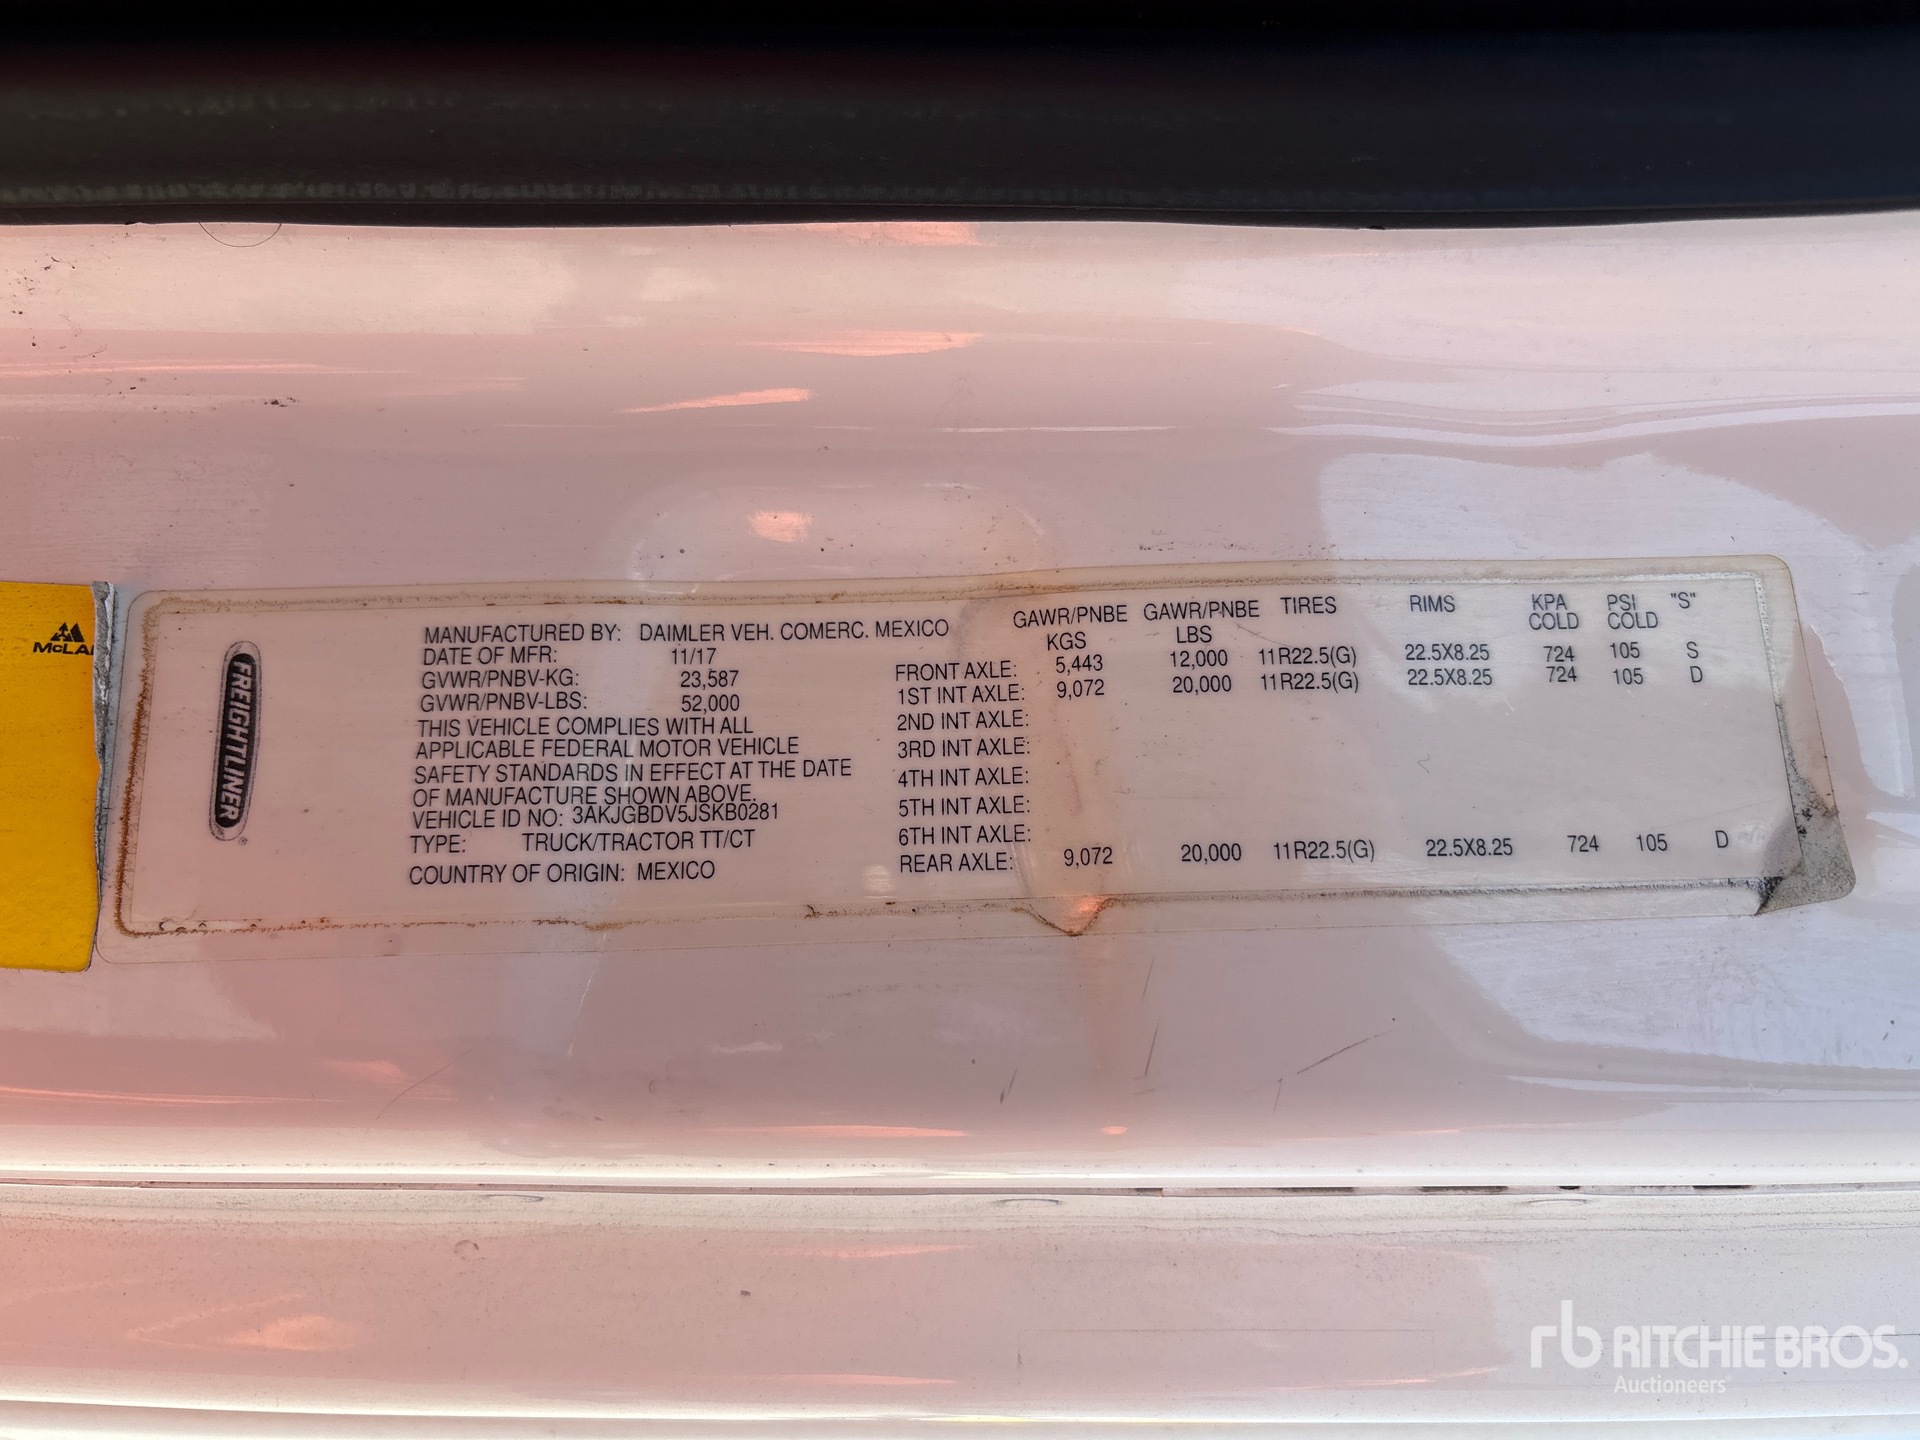 McLA
FREIGHTLINER
MANUFACTURED BY: DAIMLER VEH. COMERC. MEXICO
DATE OF MFR: 11/17
GVWR/PNBV-KG: 23,587
GVWR/PNBV-LBS: 52,000
THIS VEHICLE COMPLIES WITH ALL
APPLICABLE FEDERAL MOTOR VEHICLE
SAFETY STANDARDS IN EFFECT AT THE DATE
OF MANUFACTURE SHOWN ABOVE.
VEHICLE ID NO: 3AKJGBDV5JSKB0281
TYPE: TRUCK/TRACTOR TT/CT
COUNTRY OF ORIGIN: MEXICO
GAWR/PNBE GAWR/PNBE TIRES RIMS KPA PSI "S"
KGS LBS COLD COLD
FRONT AXLE: 5,443 12,000 11R22.5(G) 22.5X8.25 724 105 S
1ST INT AXLE: 9,072 20,000 11R22.5(G) 22.5X8.25 724 105 D
2ND INT AXLE:
3RD INT AXLE:
4TH INT AXLE:
5TH INT AXLE:
6TH INT AXLE:
REAR AXLE: 9,072 20,000 11R22.5(G) 22.5X8.25 724 105 D
rb RITCHIE BROS.
Auctioneers